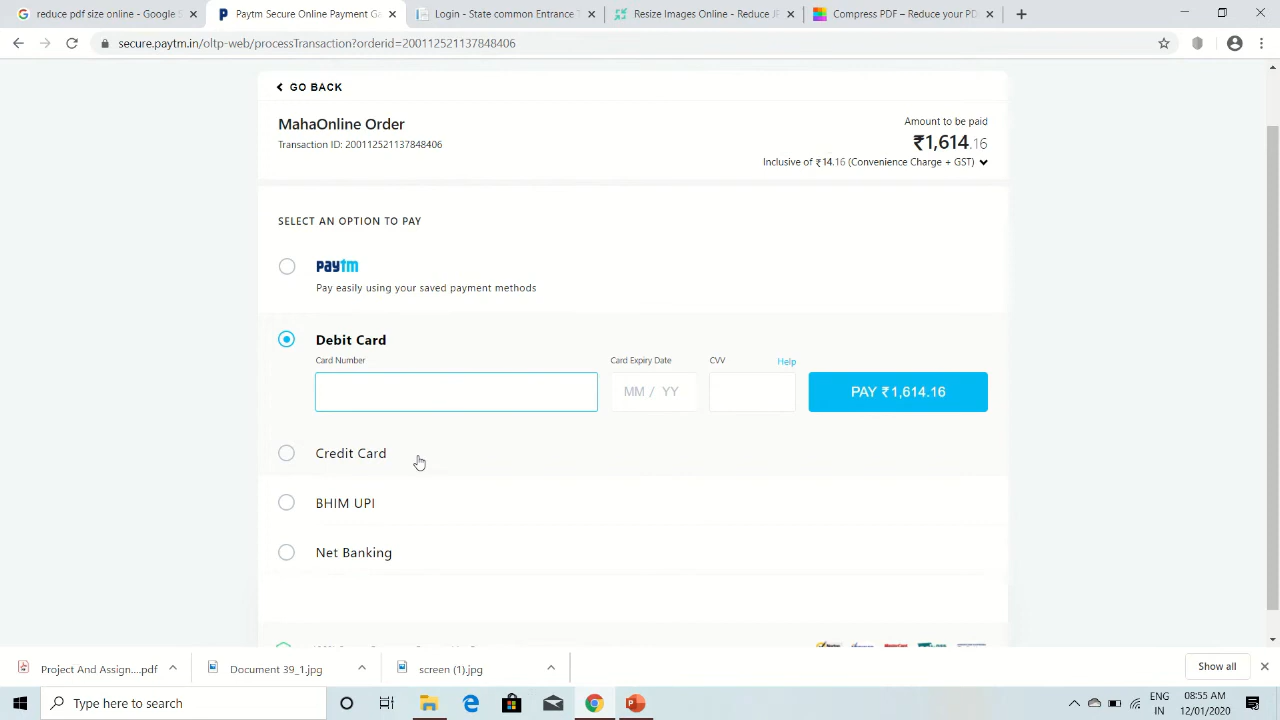 reduce pdf size online - Google S
Paytm Secure Online Payment Ga
Login - State common Entrence T
Resize Images Online - Reduce JP
Compress PDF - Reduce your PD
secure.paytm.in/oltp-web/processTransaction?orderid=200112521137848406
GO BACK
MahaOnline Order
Transaction ID: 200112521137848406
Amount to be paid
₹1,614.16
Inclusive of ₹14.16 (Convenience Charge + GST)
SELECT AN OPTION TO PAY
paytm
Pay easily using your saved payment methods
Debit Card
Card Number
Card Expiry Date
CVV
Help
MM / YY
PAY ₹1,614.16
Credit Card
BHIM UPI
Net Banking
Project And Assign..pdf
Document 39_1.jpg
screen (1).jpg
Show all
Type here to search
ENG
IN
08:55 AM
12/01/2020